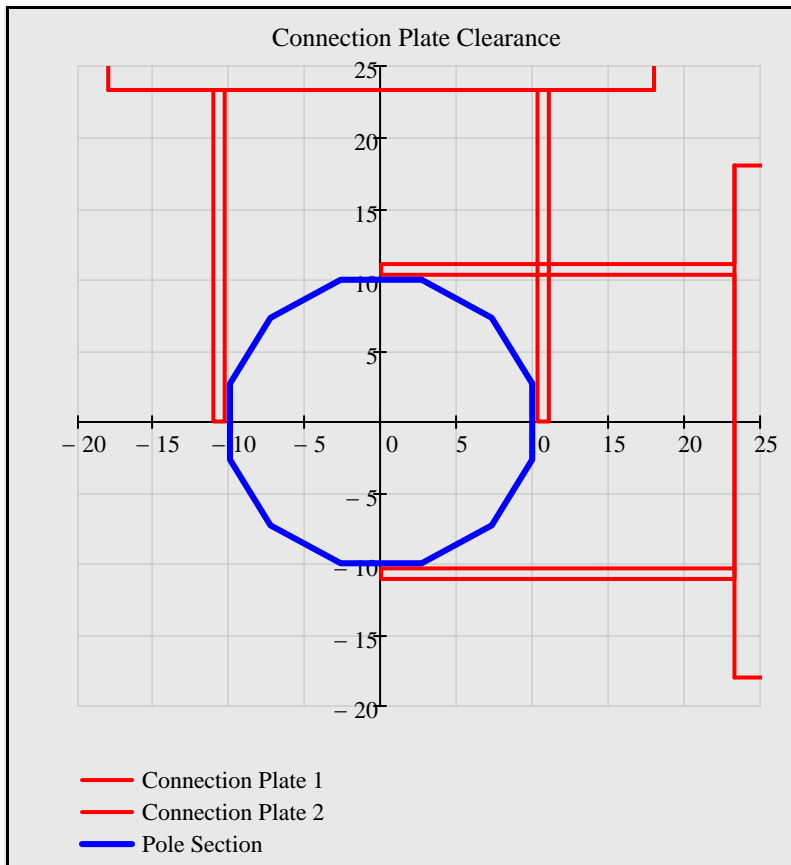 Connection Plate Clearance
25
20
15
10
5
– 20 – 15 – 10 – 5 0 5 10 15 20 25
– 5
– 10
– 15
– 20
Connection Plate 1
Connection Plate 2
Pole Section